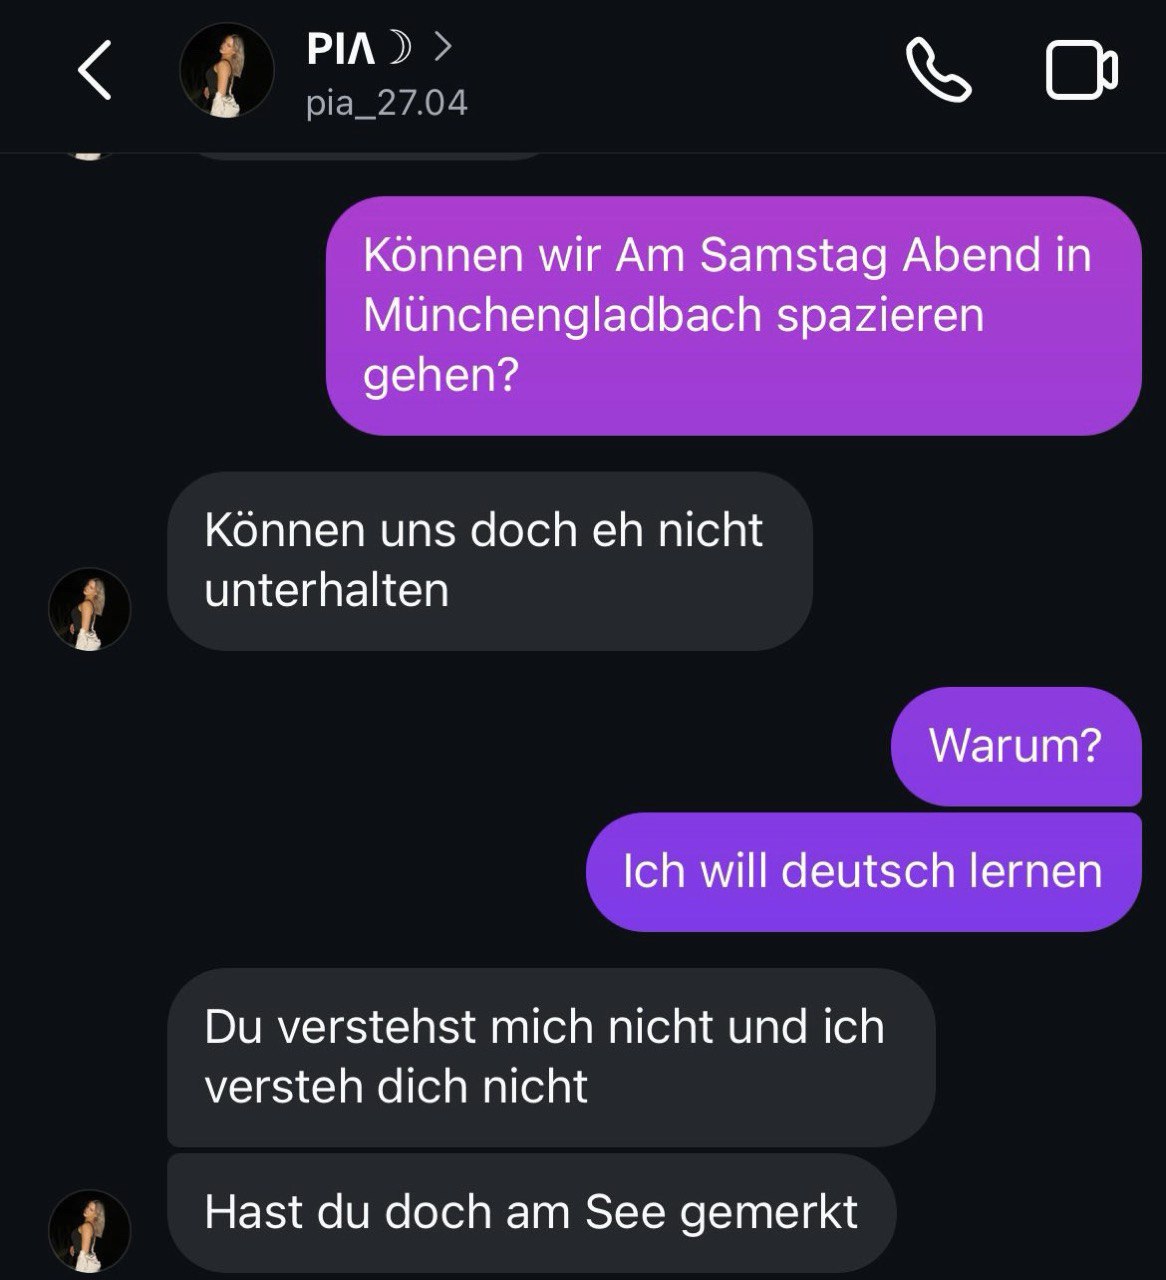 PIΛ☽
pia_27.04
Können wir Am Samstag Abend in
Münchengladbach spazieren
gehen?
Können uns doch eh nicht
unterhalten
Warum?
Ich will deutsch lernen
Du verstehst mich nicht und ich
versteh dich nicht
Hast du doch am See gemerkt